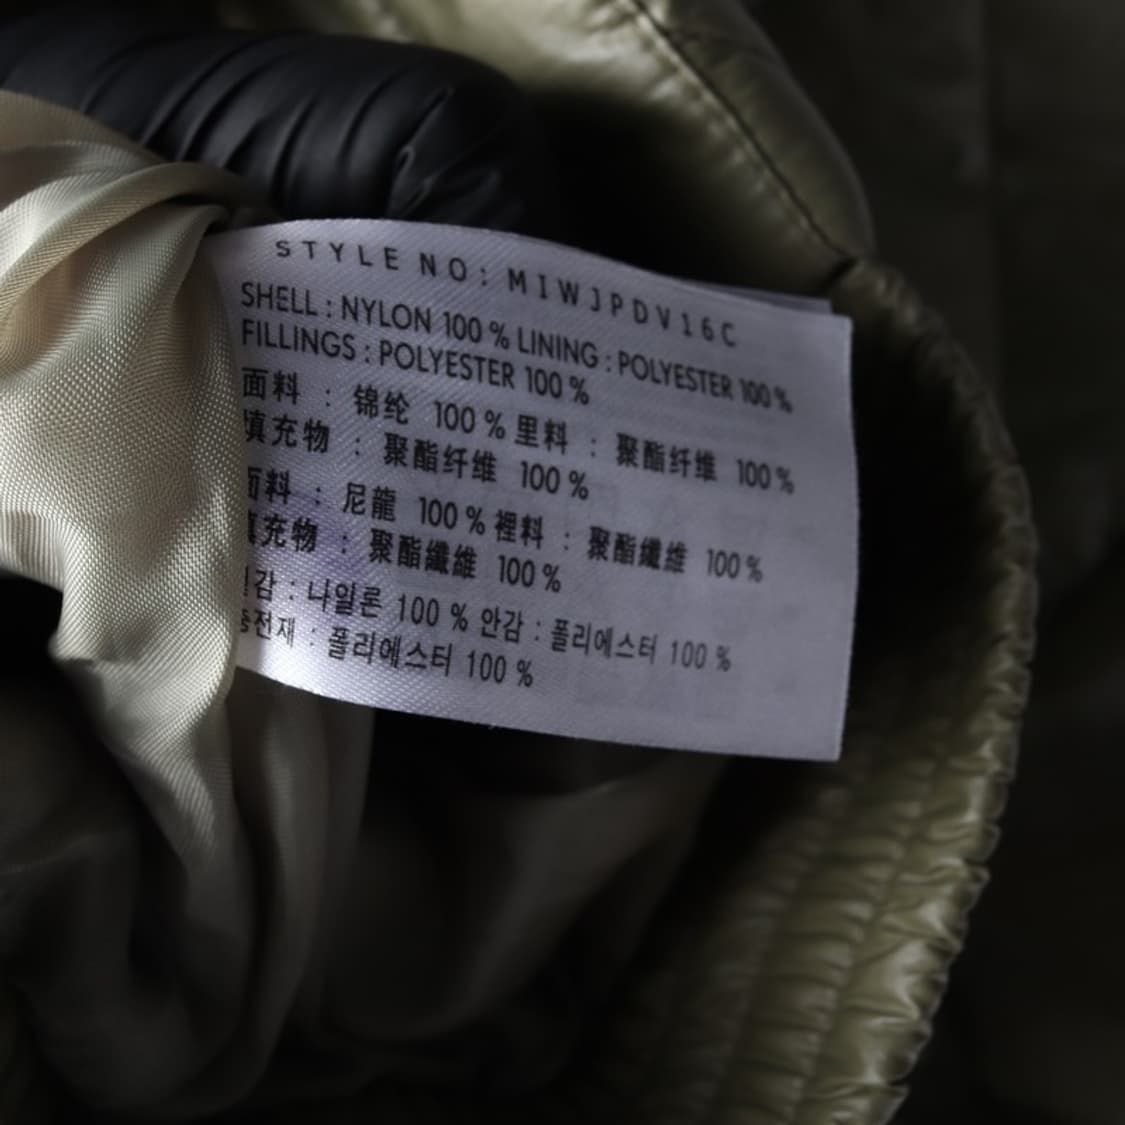 STYLE NO: MIWJPDV16C
SHELL : NYLON 100 % LINING : POLYESTER 100 %
FILLINGS : POLYESTER 100 %
面料 : 锦纶 100 % 里料 : 聚酯纤维 100 %
填充物 : 聚酯纤维 100 %
面料 : 尼龍 100 % 裡料 : 聚酯纖維 100 %
填充物 : 聚酯纖維 100 %
겉감 : 나일론 100 % 안감 : 폴리에스터 100 %
충전재 : 폴리에스터 100 %